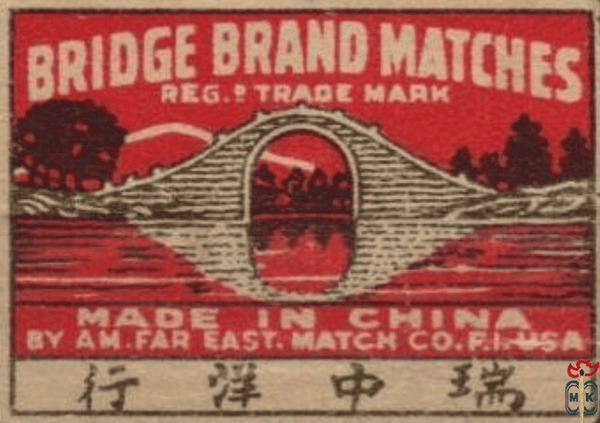 BRIDGE BRAND MATCHES
REG.D TRADE MARK
MADE IN CHINA
BY AM. FAR EAST. MATCH CO. F.I. USA
瑞中洋行
MK